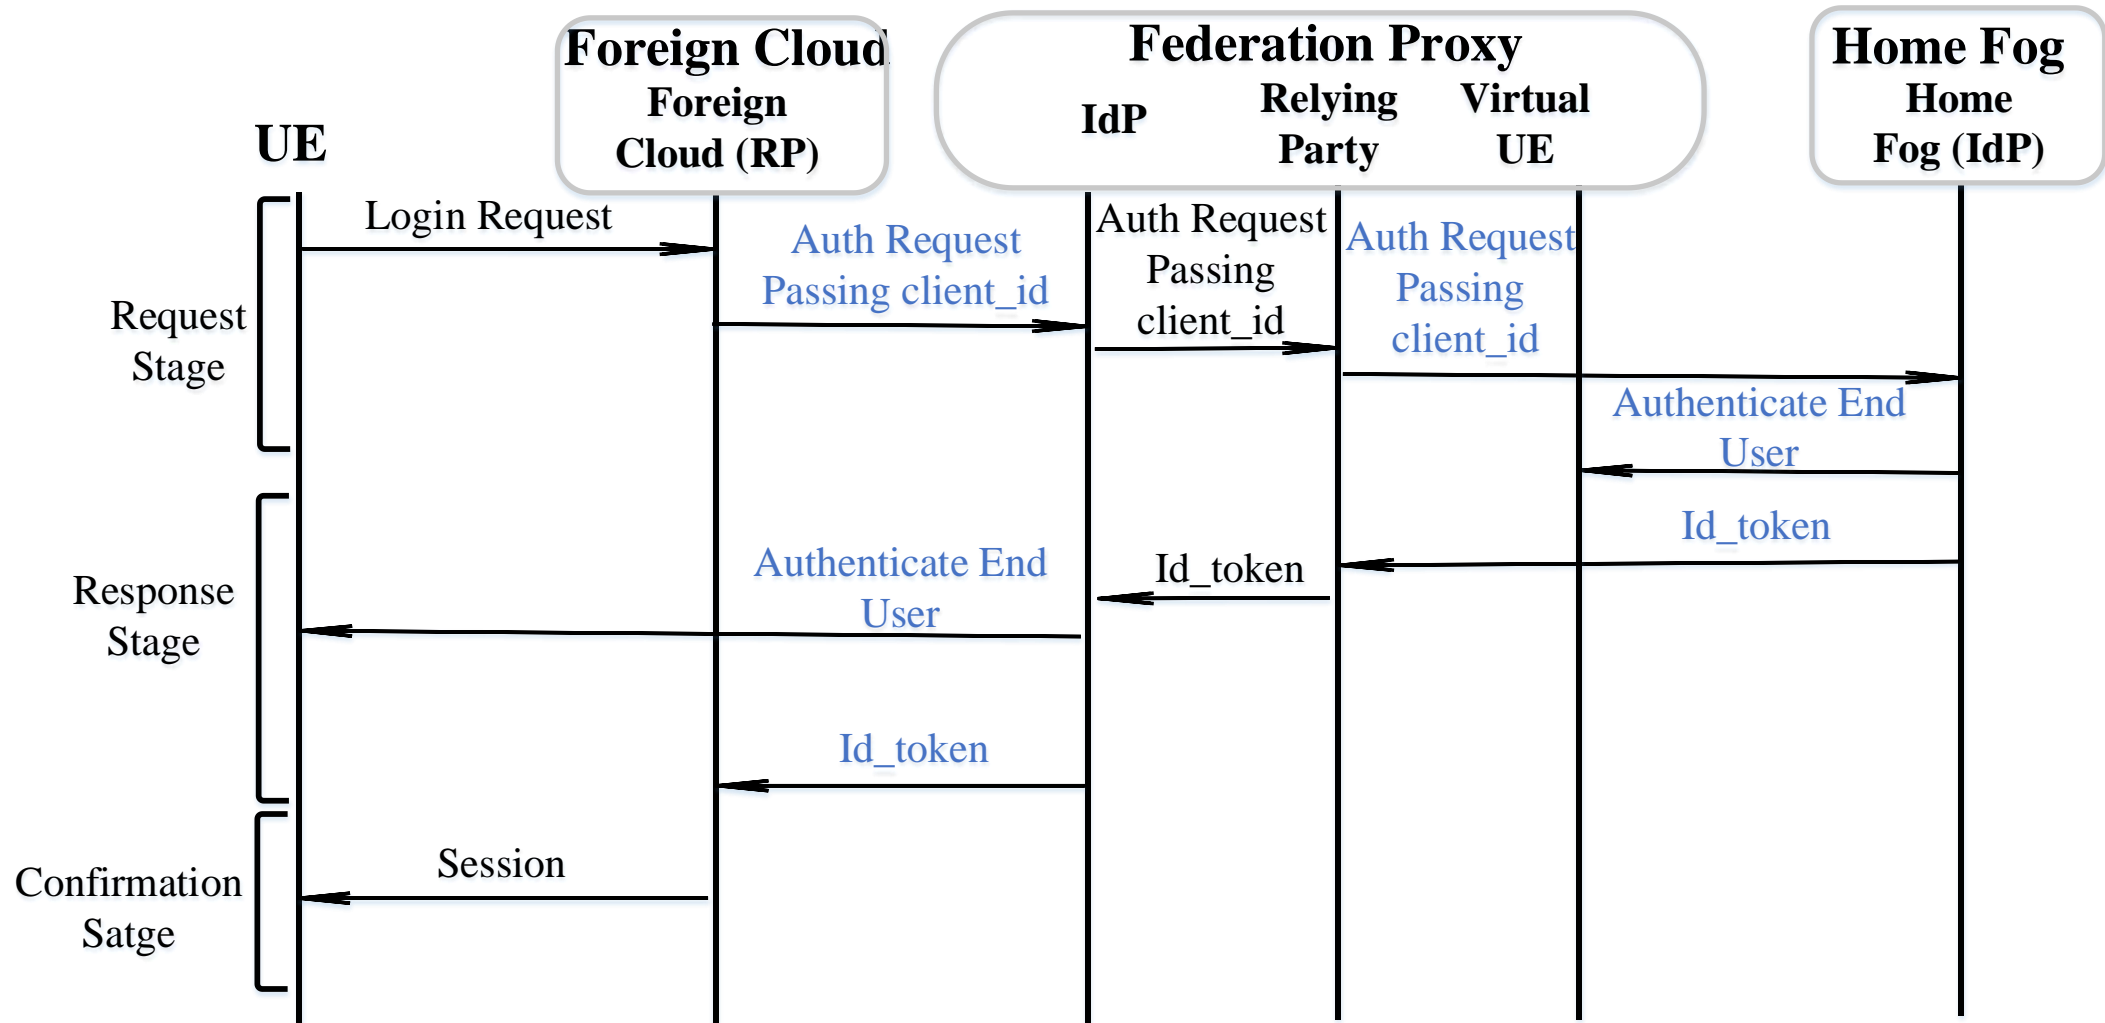 Foreign Cloud
Foreign
Cloud (RP)
Federation Proxy
IdP
Relying
Party
Virtual
UE
Home Fog
Home
Fog (IdP)
UE
Login Request
Auth Request
Passing client_id
Auth Request
Passing
client_id
Auth Request
Passing
client_id
Request
Stage
Authenticate End
User
Id_token
Id_token
Authenticate End
User
Response
Stage
Id_token
Session
Confirmation
Satge